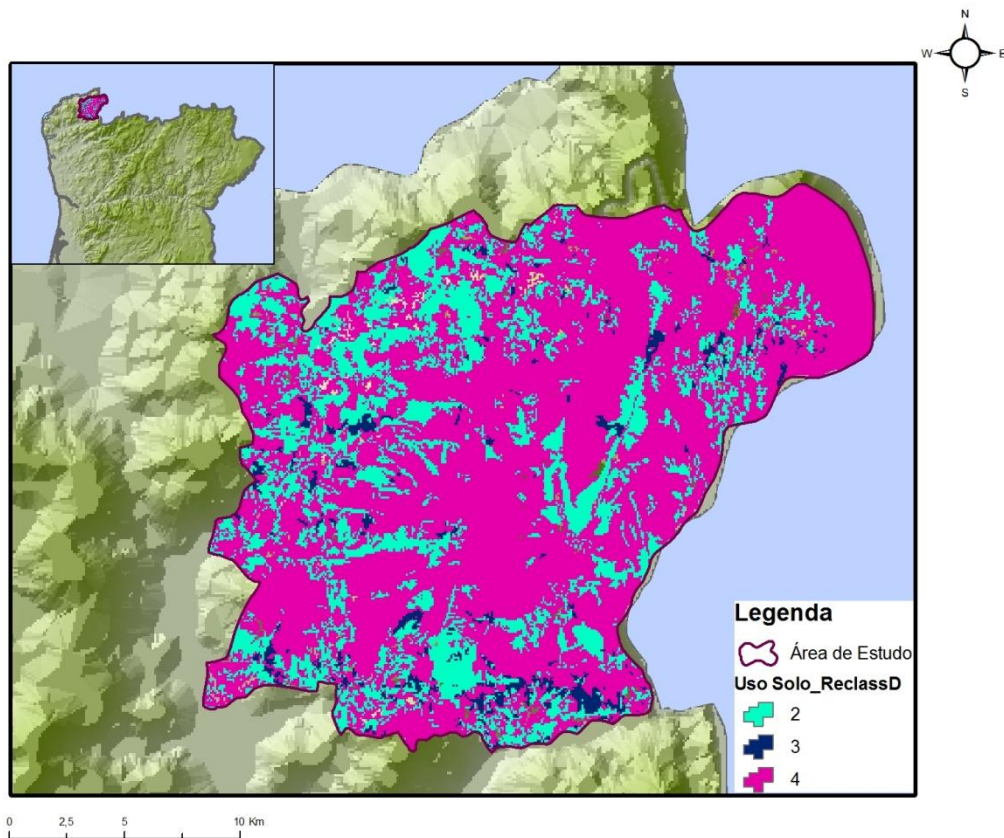 N
W E
S
Legenda
Área de Estudo
Uso Solo_ReclassD
2
3
4
0 2,5 5 10 Km